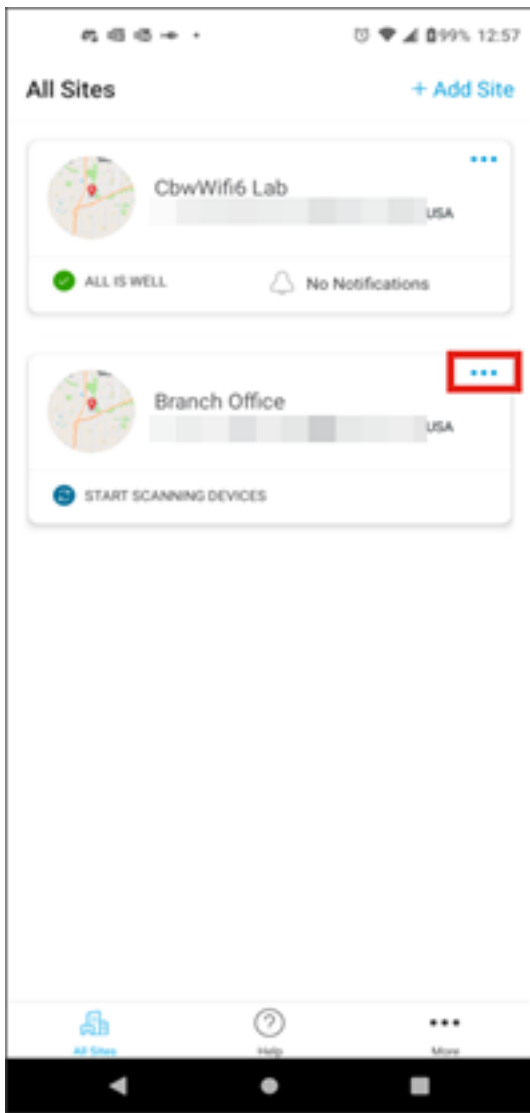 99% 12:57
All Sites
+ Add Site
CbwWifi6 Lab
USA
ALL IS WELL
No Notifications
Branch Office
USA
START SCANNING DEVICES
All Sites
Help
More